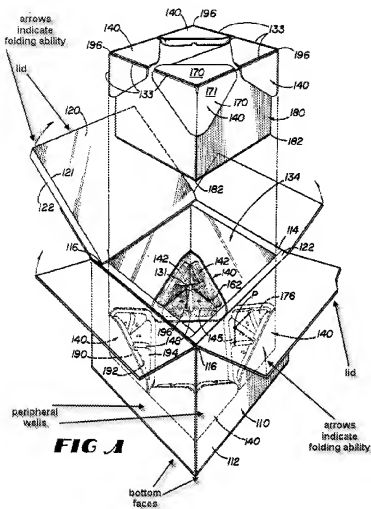 140 196 133
arrows
indicate
folding ability
140
196
196
133
170
140
lid
171
170
140
180
120
182
121
182
134
122
114
116
122
142
142
131
140
162
P
176
196
148
140
145
140
190
194
lid
192
116
peripheral
walls
110
arrows
indicate
folding ability
140
FIG A
112
bottom
faces